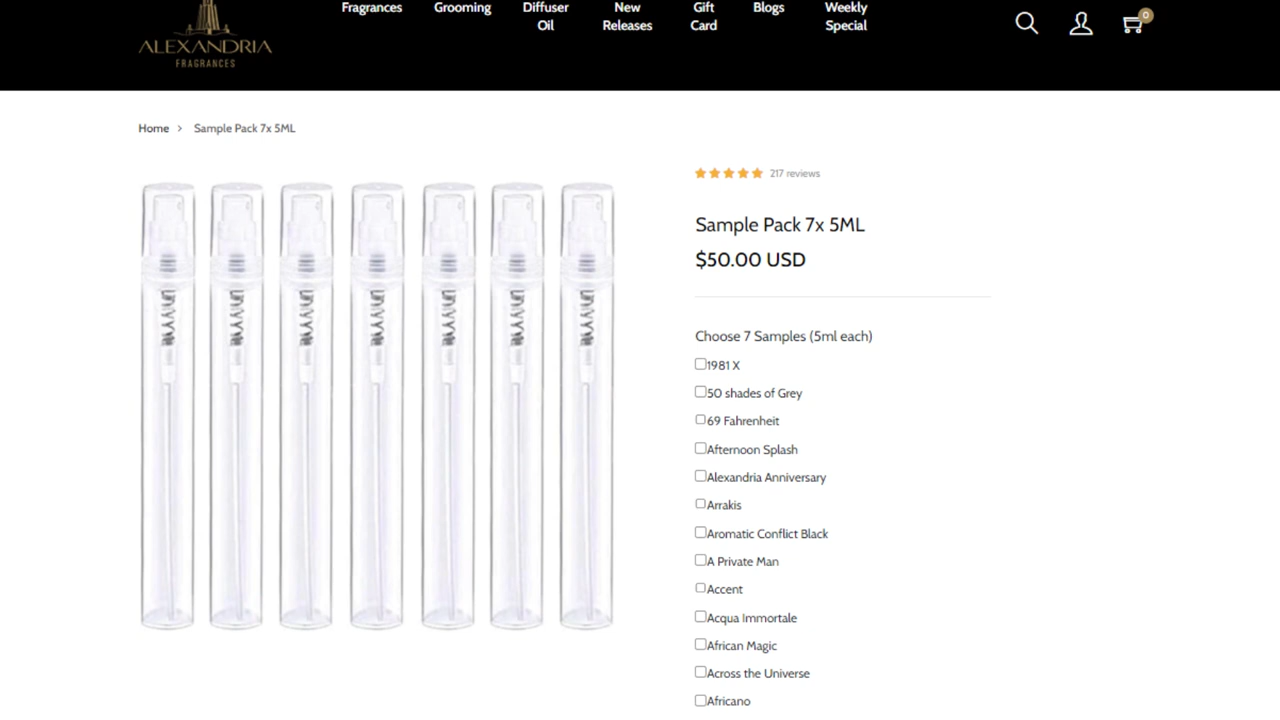 ALEXANDRIA
FRAGRANCES
Fragrances
Grooming
Diffuser
Oil
New
Releases
Gift
Card
Blogs
Weekly
Special
0
Home > Sample Pack 7x 5ML
217 reviews
Sample Pack 7x 5ML
$50.00 USD
Choose 7 Samples (5ml each)
1981 X
50 shades of Grey
69 Fahrenheit
Afternoon Splash
Alexandria Anniversary
Arrakis
Aromatic Conflict Black
A Private Man
Accent
Acqua Immortale
African Magic
Across the Universe
Africano